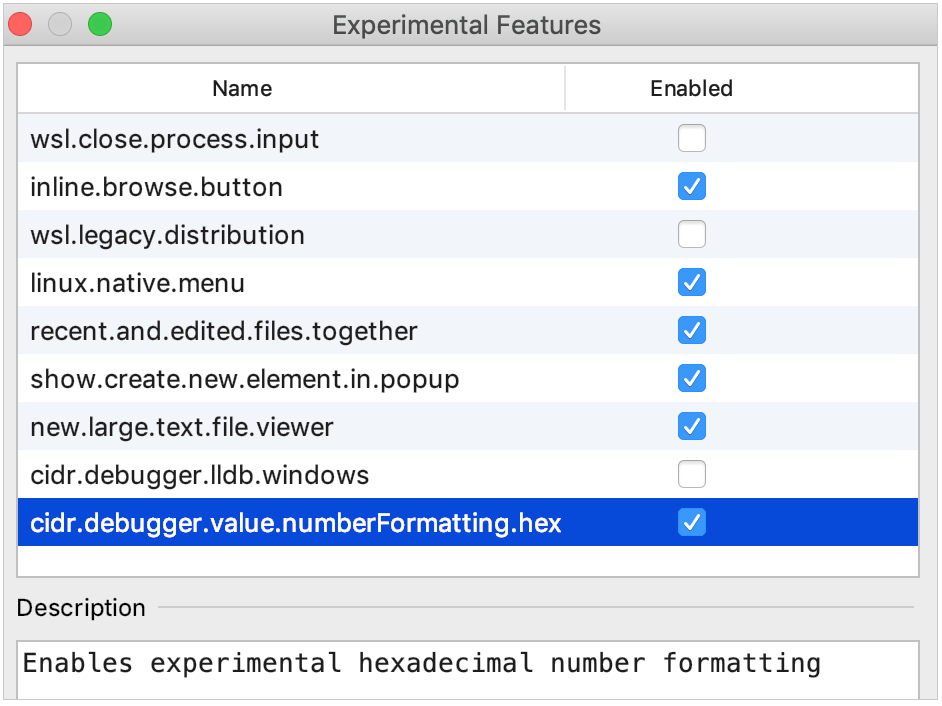 Experimental Features
Name Enabled
wsl.close.process.input
inline.browse.button
wsl.legacy.distribution
linux.native.menu
recent.and.edited.files.together
show.create.new.element.in.popup
new.large.text.file.viewer
cidr.debugger.lldb.windows
cidr.debugger.value.numberFormatting.hex
Description
Enables experimental hexadecimal number formatting